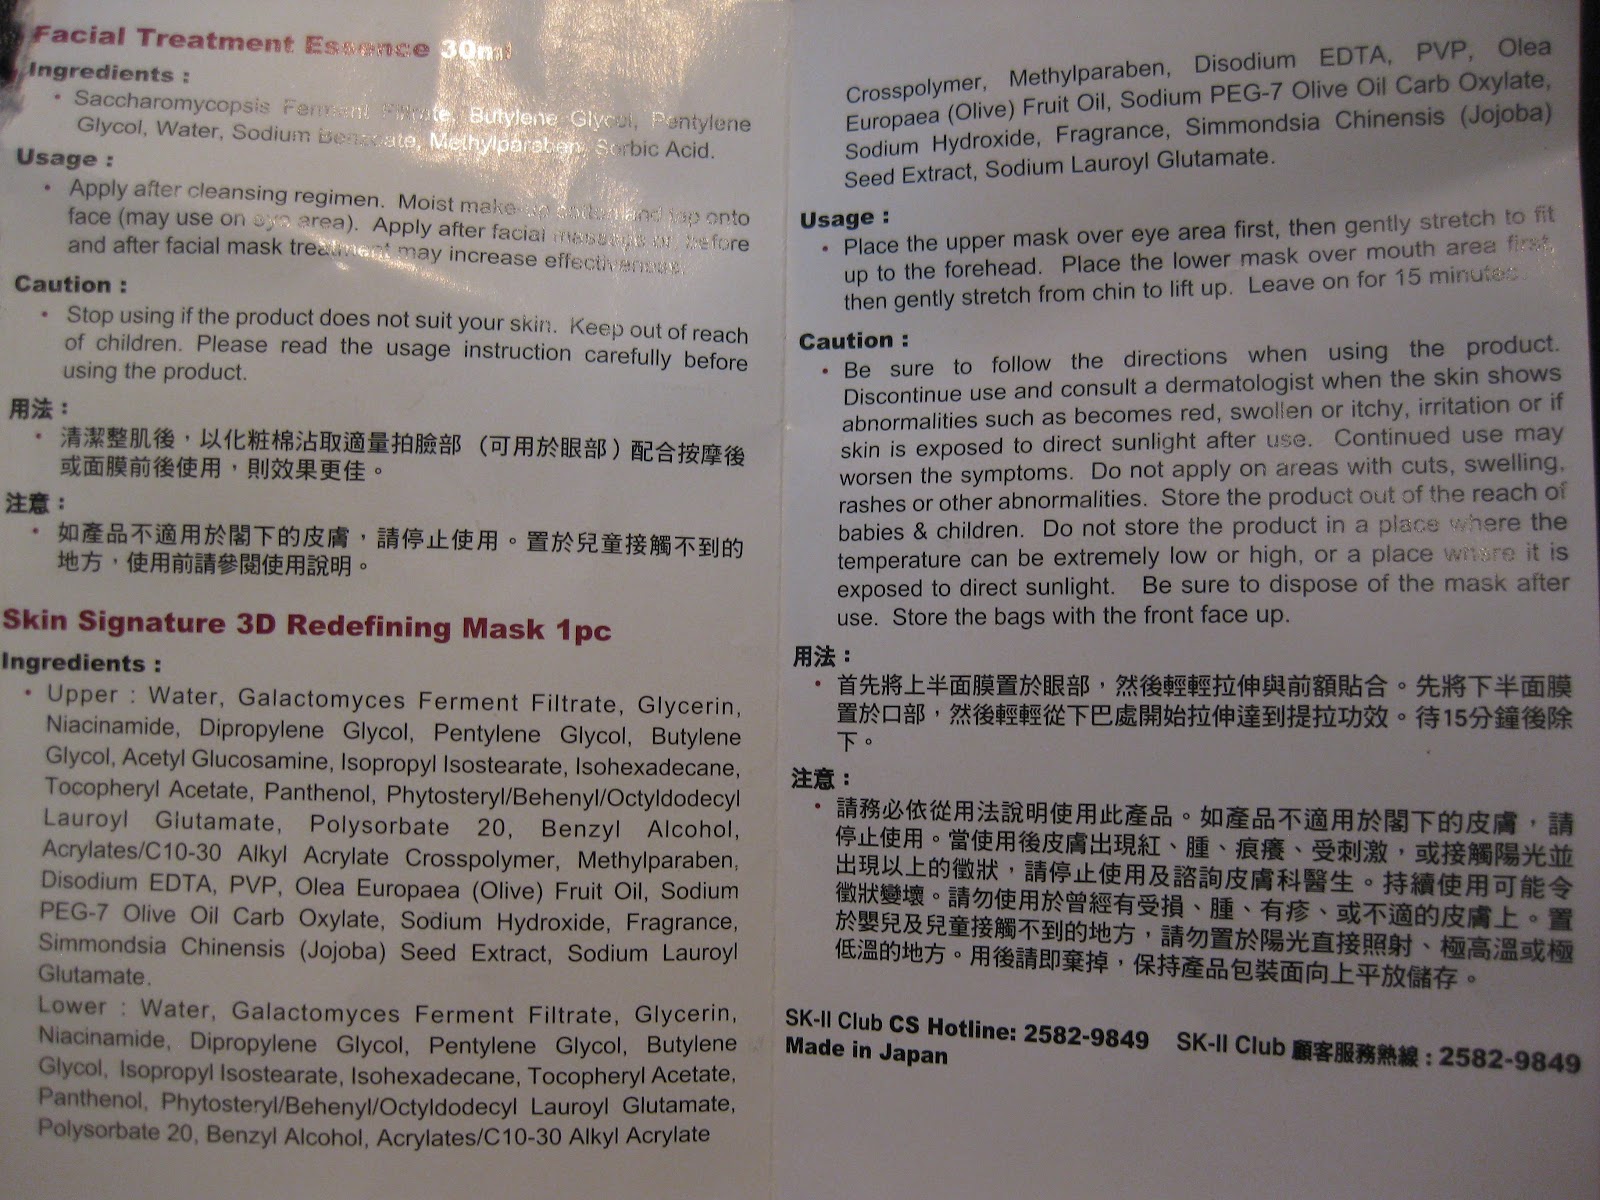 Facial Treatment Essence 30ml
Ingredients :
• Saccharomycopsis Ferment Filtrate, Butylene Glycol, Pentylene
Glycol, Water, Sodium Benzoate, Methylparaben, Sorbic Acid.
Usage :
• Apply after cleansing regimen. Moist make-up cotton and tap onto
face (may use on eye area). Apply after facial massage or before
and after facial mask treatment may increase effectiveness.
Caution :
• Stop using if the product does not suit your skin. Keep out of reach
of children. Please read the usage instruction carefully before
using the product.
用法：
• 清潔整肌後，以化粧棉沾取適量拍臉部（可用於眼部）配合按摩後
或面膜前後使用，則效果更佳。
注意：
• 如產品不適用於閣下的皮膚，請停止使用。置於兒童接觸不到的
地方，使用前請參閱使用說明。
Skin Signature 3D Redefining Mask 1pc
Ingredients :
• Upper : Water, Galactomyces Ferment Filtrate, Glycerin,
Niacinamide, Dipropylene Glycol, Pentylene Glycol, Butylene
Glycol, Acetyl Glucosamine, Isopropyl Isostearate, Isohexadecane,
Tocopheryl Acetate, Panthenol, Phytosteryl/Behenyl/Octyldodecyl
Lauroyl Glutamate, Polysorbate 20, Benzyl Alcohol,
Acrylates/C10-30 Alkyl Acrylate Crosspolymer, Methylparaben,
Disodium EDTA, PVP, Olea Europaea (Olive) Fruit Oil, Sodium
PEG-7 Olive Oil Carb Oxylate, Sodium Hydroxide, Fragrance,
Simmondsia Chinensis (Jojoba) Seed Extract, Sodium Lauroyl
Glutamate.
Lower : Water, Galactomyces Ferment Filtrate, Glycerin,
Niacinamide, Dipropylene Glycol, Pentylene Glycol, Butylene
Glycol, Isopropyl Isostearate, Isohexadecane, Tocopheryl Acetate,
Panthenol, Phytosteryl/Behenyl/Octyldodecyl Lauroyl Glutamate,
Polysorbate 20, Benzyl Alcohol, Acrylates/C10-30 Alkyl Acrylate
Crosspolymer, Methylparaben, Disodium EDTA, PVP, Olea
Europaea (Olive) Fruit Oil, Sodium PEG-7 Olive Oil Carb Oxylate,
Sodium Hydroxide, Fragrance, Simmondsia Chinensis (Jojoba)
Seed Extract, Sodium Lauroyl Glutamate.
Usage :
• Place the upper mask over eye area first, then gently stretch to fit
up to the forehead. Place the lower mask over mouth area first,
then gently stretch from chin to lift up. Leave on for 15 minutes.
Caution :
• Be sure to follow the directions when using the product.
Discontinue use and consult a dermatologist when the skin shows
abnormalities such as becomes red, swollen or itchy, irritation or if
skin is exposed to direct sunlight after use. Continued use may
worsen the symptoms. Do not apply on areas with cuts, swelling,
rashes or other abnormalities. Store the product out of the reach of
babies & children. Do not store the product in a place where the
temperature can be extremely low or high, or a place where it is
exposed to direct sunlight. Be sure to dispose of the mask after
use. Store the bags with the front face up.
用法：
• 首先將上半面膜置於眼部，然後輕輕拉伸與前額貼合。先將下半面膜
置於口部，然後輕輕從下巴處開始拉伸達到提拉功效。待15分鐘後除
下。
注意：
• 請務必依從用法說明使用此產品。如產品不適用於閣下的皮膚，請
停止使用。當使用後皮膚出現紅、腫、痕癢、受刺激，或接觸陽光並
出現以上的徵狀，請停止使用及諮詢皮膚科醫生。持續使用可能令
徵狀變壞。請勿使用於曾經有受損、腫、有疹、或不適的皮膚上。置
於嬰兒及兒童接觸不到的地方，請勿置於陽光直接照射、極高溫或極
低溫的地方。用後請即棄掉，保持產品包裝面向上平放儲存。
SK-II Club CS Hotline: 2582-9849 SK-II Club 顧客服務熱線：2582-9849
Made in Japan